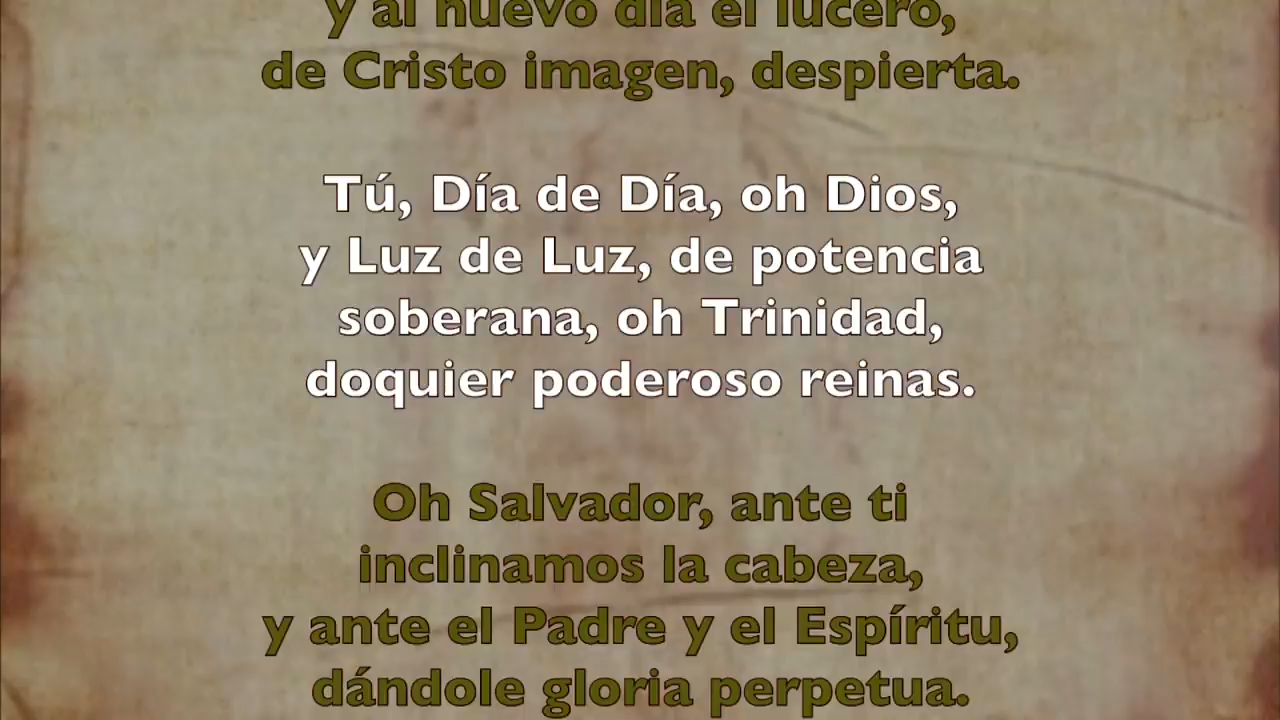 y al nuevo día el lucero,
de Cristo imagen, despierta.
Tú, Día de Día, oh Dios,
y Luz de Luz, de potencia
soberana, oh Trinidad,
doquier poderoso reinas.
Oh Salvador, ante ti
inclinamos la cabeza,
y ante el Padre y el Espíritu,
dándole gloria perpetua.